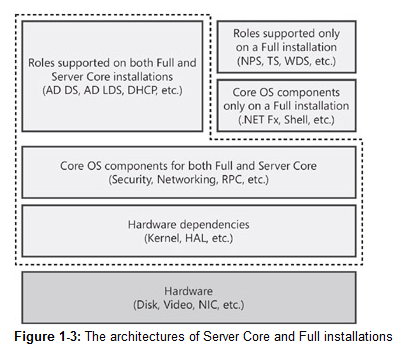 Roles supported on both Full and
Server Core installations
(AD DS, AD LDS, DHCP, etc.)
Roles supported only
on a Full installation
(NPS, TS, WDS, etc.)
Core OS components
only on a Full installation
(.NET Fx, Shell, etc.)
Core OS components for both Full and Server Core
(Security, Networking, RPC, etc.)
Hardware dependencies
(Kernel, HAL, etc.)
Hardware
(Disk, Video, NIC, etc.)
Figure 1-3: The architectures of Server Core and Full installations